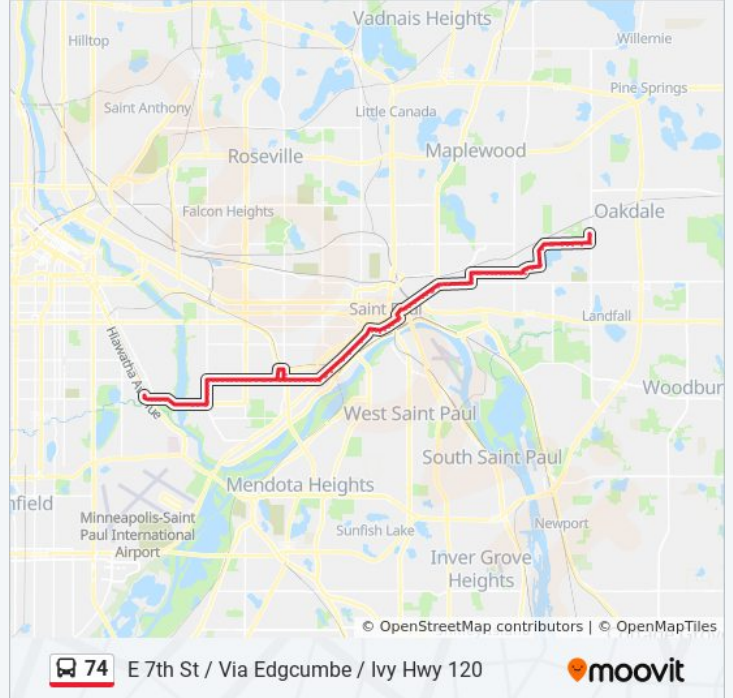 Vadnais Heights
Hilltop
Willernie
Pine Springs
Saint Anthony
Little Canada
Maplewood
Roseville
Falcon Heights
Oakdale
Saint Paul
Landfall
Hiawatha Avenue
Woodbur
West Saint Paul
South Saint Paul
Mendota Heights
nfield
Minneapolis-Saint
Paul International
Airport
Sunfish Lake
Newport
Inver Grove
Heights
© OpenStreetMap contributors | © OpenMapTiles
74 E 7th St / Via Edgcumbe / Ivy Hwy 120
moovit